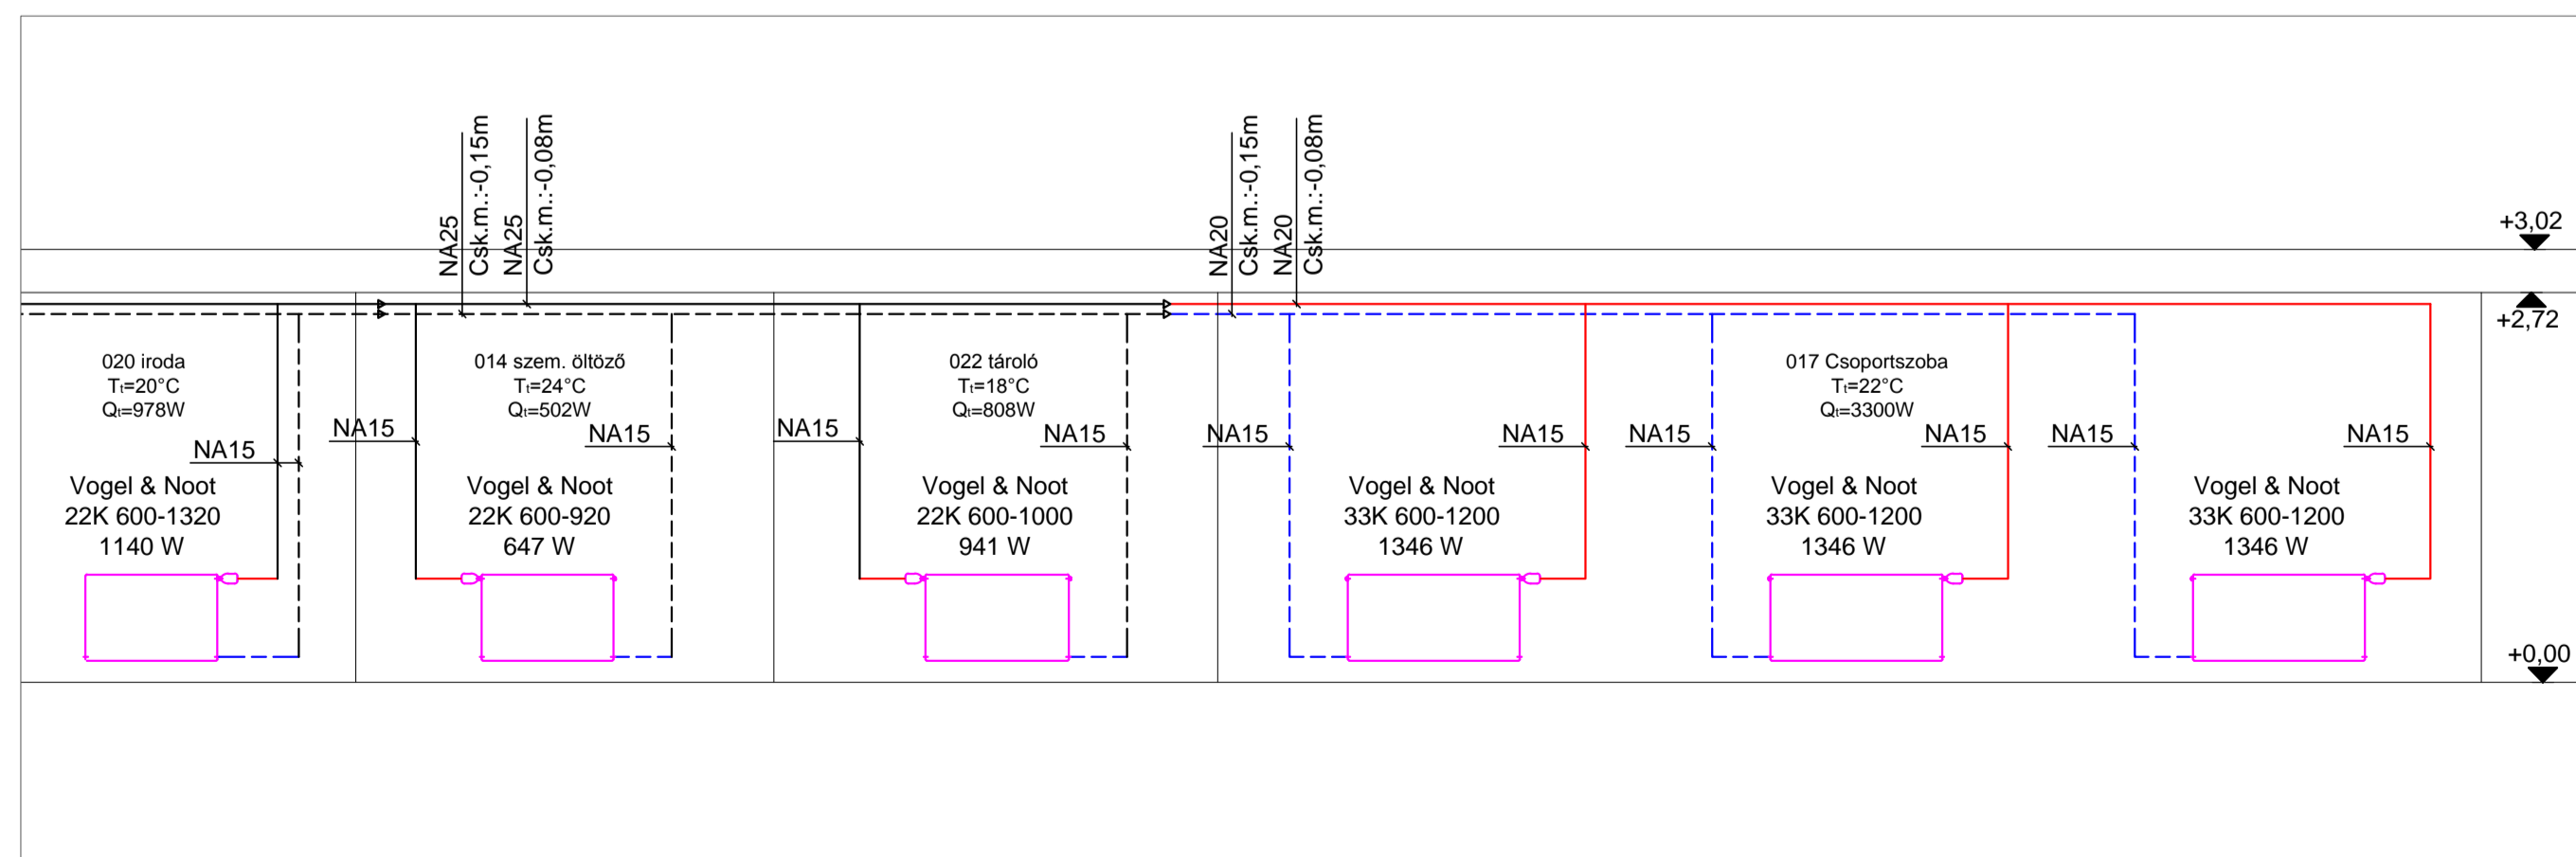 NA25
Csk.m.:-0,15m
NA25
Csk.m.:-0,08m
NA20
Csk.m.:-0,15m
NA20
Csk.m.:-0,08m
+3,02
+2,72
020 iroda
Tt=20°C
Qt=978W
014 szem. öltöző
Tt=24°C
Qt=502W
022 tároló
Tt=18°C
Qt=808W
017 Csoportszoba
Tt=22°C
Qt=3300W
NA15
NA15
NA15
NA15
NA15
NA15
NA15
NA15
NA15
NA15
NA15
Vogel & Noot
22K 600-1320
1140 W
Vogel & Noot
22K 600-920
647 W
Vogel & Noot
22K 600-1000
941 W
Vogel & Noot
33K 600-1200
1346 W
Vogel & Noot
33K 600-1200
1346 W
Vogel & Noot
33K 600-1200
1346 W
+0,00